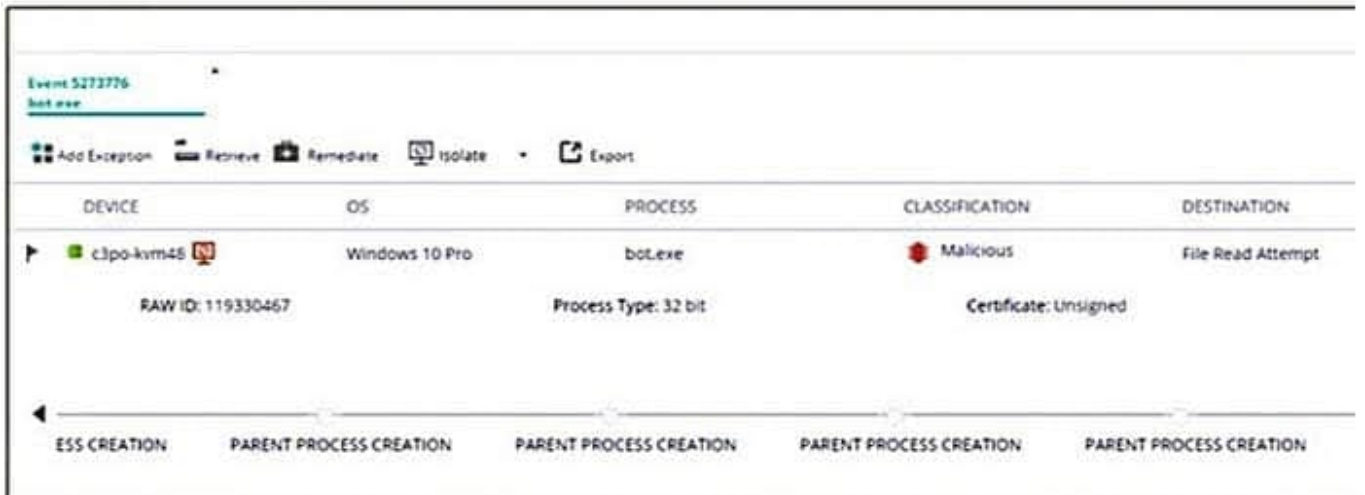 Event 5273776
bot.exe
Add Exception Retrieve Remediate Isolate Export
DEVICE OS PROCESS CLASSIFICATION DESTINATION
c3po-kvm48 Windows 10 Pro bot.exe Malicious File Read Attempt
RAW ID: 119330467 Process Type: 32 bit Certificate: Unsigned
ESS CREATION PARENT PROCESS CREATION PARENT PROCESS CREATION PARENT PROCESS CREATION PARENT PROCESS CREATION